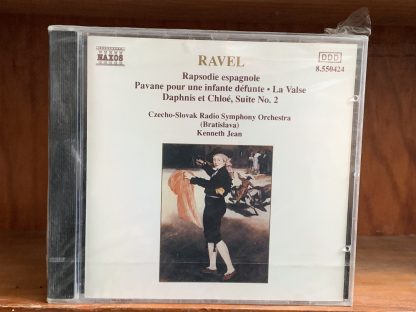 NAXOS
DDD
8.550424
RAVEL
Rapsodie espagnole
Pavane pour une infante défunte • La Valse
Daphnis et Chloé, Suite No. 2
Czecho-Slovak Radio Symphony Orchestra
(Bratislava)
Kenneth Jean